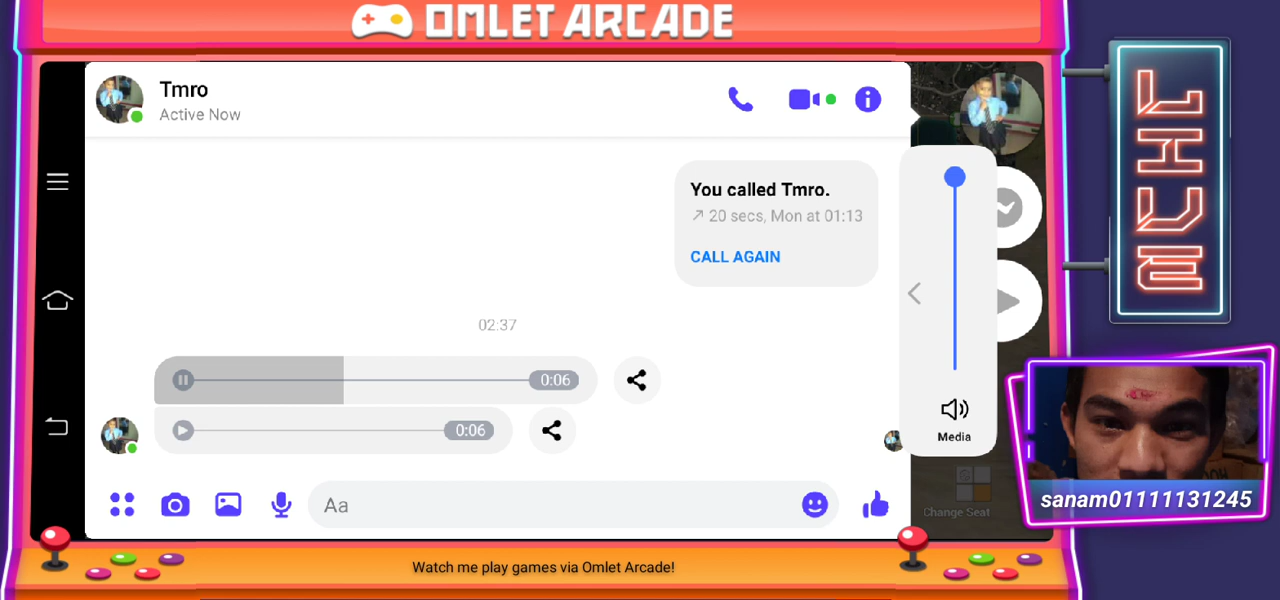 OMLET ARCADE
Tmro
Active Now
You called Tmro.
20 secs, Mon at 01:13
CALL AGAIN
02:37
0:06
0:06
Media
Aa
Change Seat
LIVE
sanam01111131245
Watch me play games via Omlet Arcade!